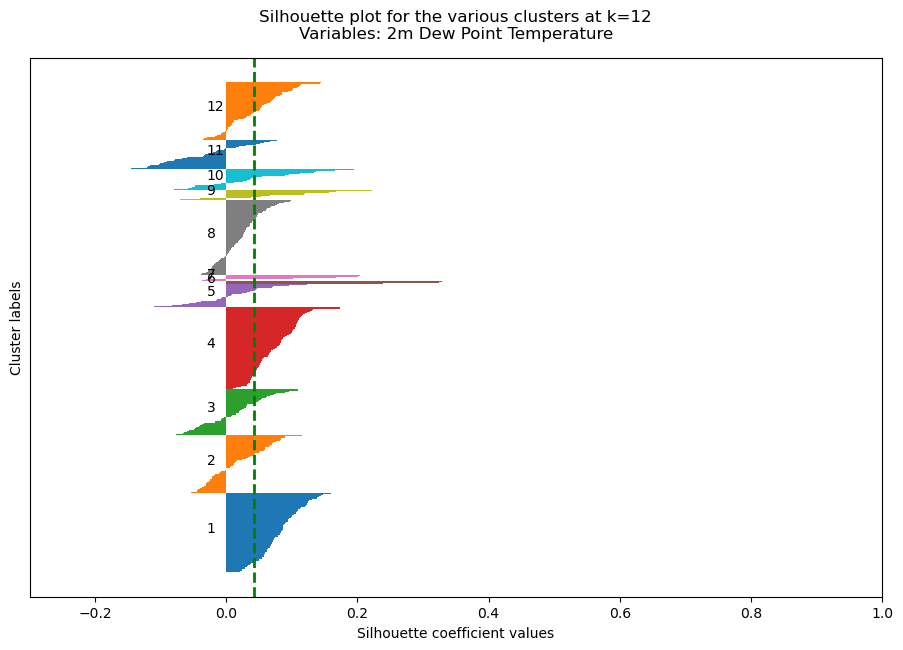 Silhouette plot for the various clusters at k=12
Variables: 2m Dew Point Temperature
Cluster labels
12
11
10
9
8
7
6
5
4
3
2
1
−0.2 0.0 0.2 0.4 0.6 0.8 1.0
Silhouette coefficient values